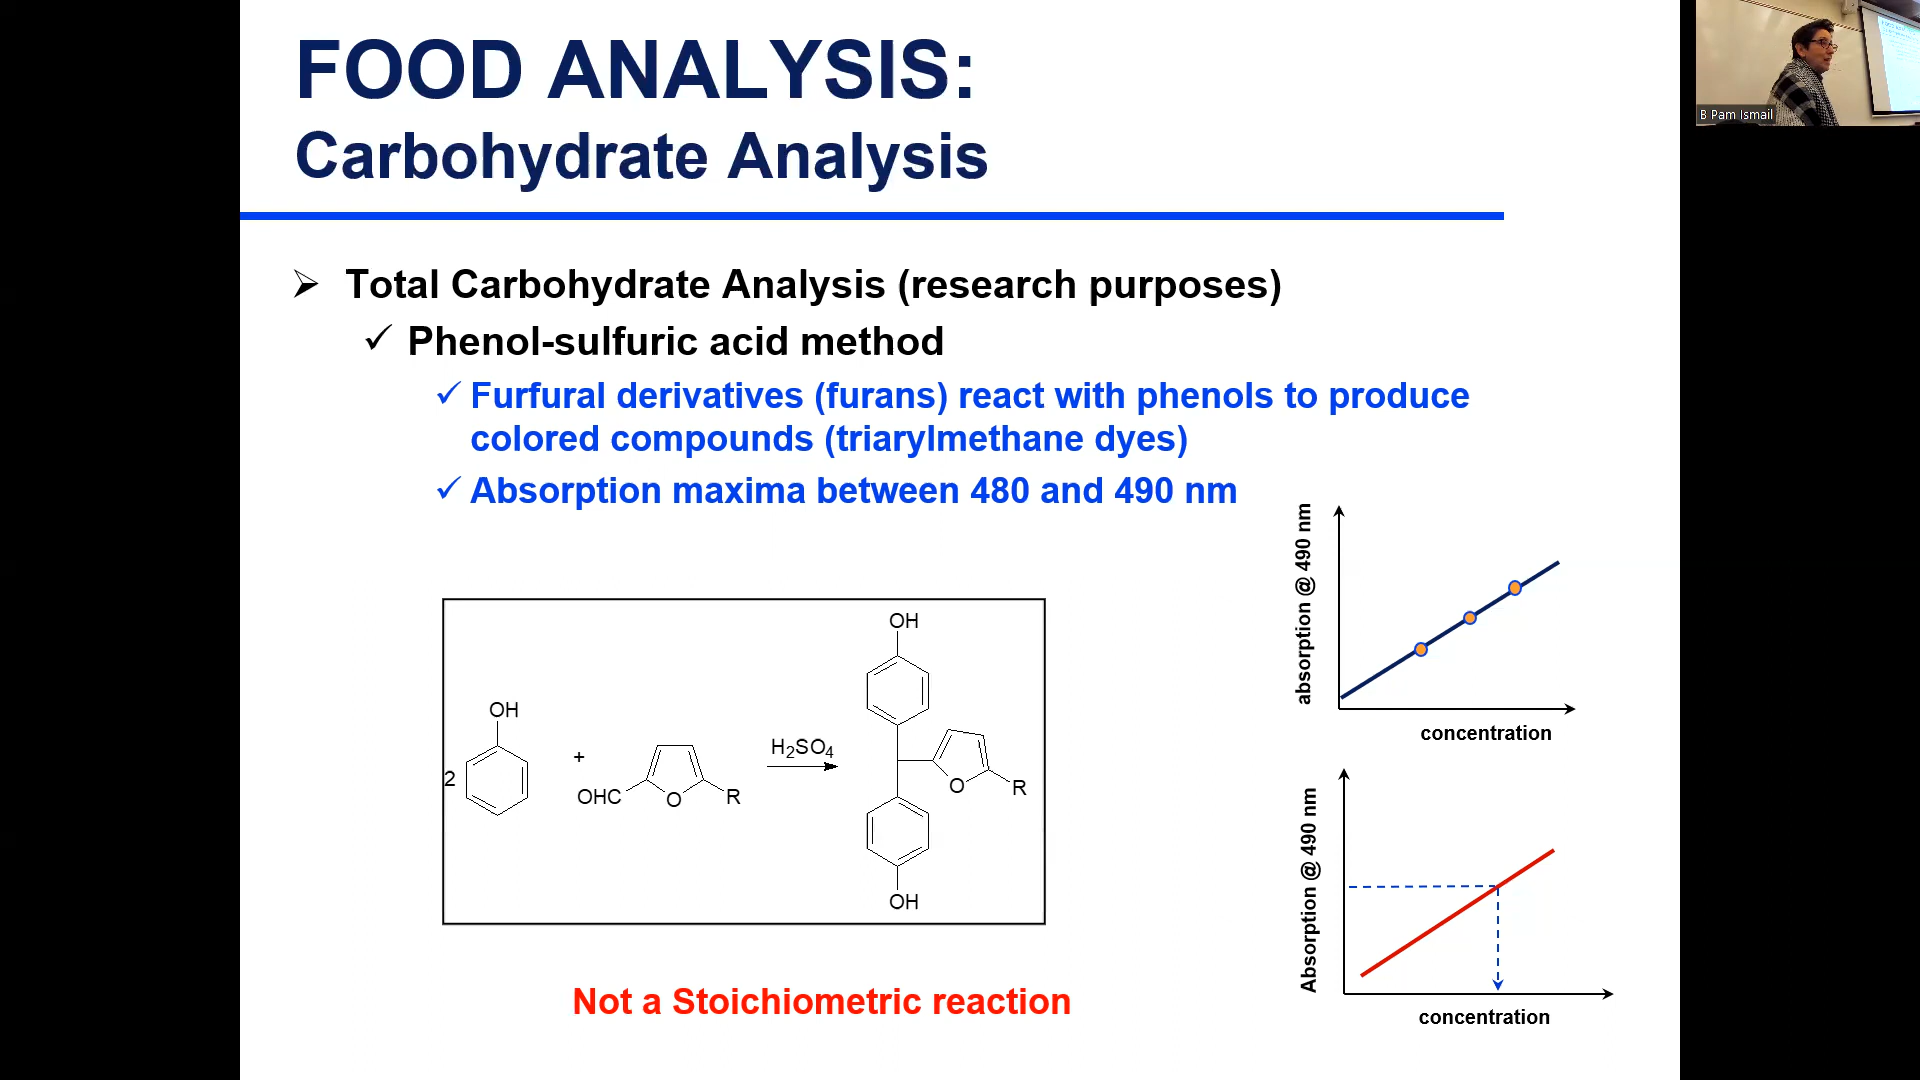 FOOD ANALYSIS:
Carbohydrate Analysis
Total Carbohydrate Analysis (research purposes)
Phenol-sulfuric acid method
Furfural derivatives (furans) react with phenols to produce
colored compounds (triarylmethane dyes)
Absorption maxima between 480 and 490 nm
absorption @ 490 nm
concentration
OH
2
+
OHC
O
R
H₂SO₄
OH
O
R
OH
Absorption @ 490 nm
concentration
Not a Stoichiometric reaction
B Pam Ismail